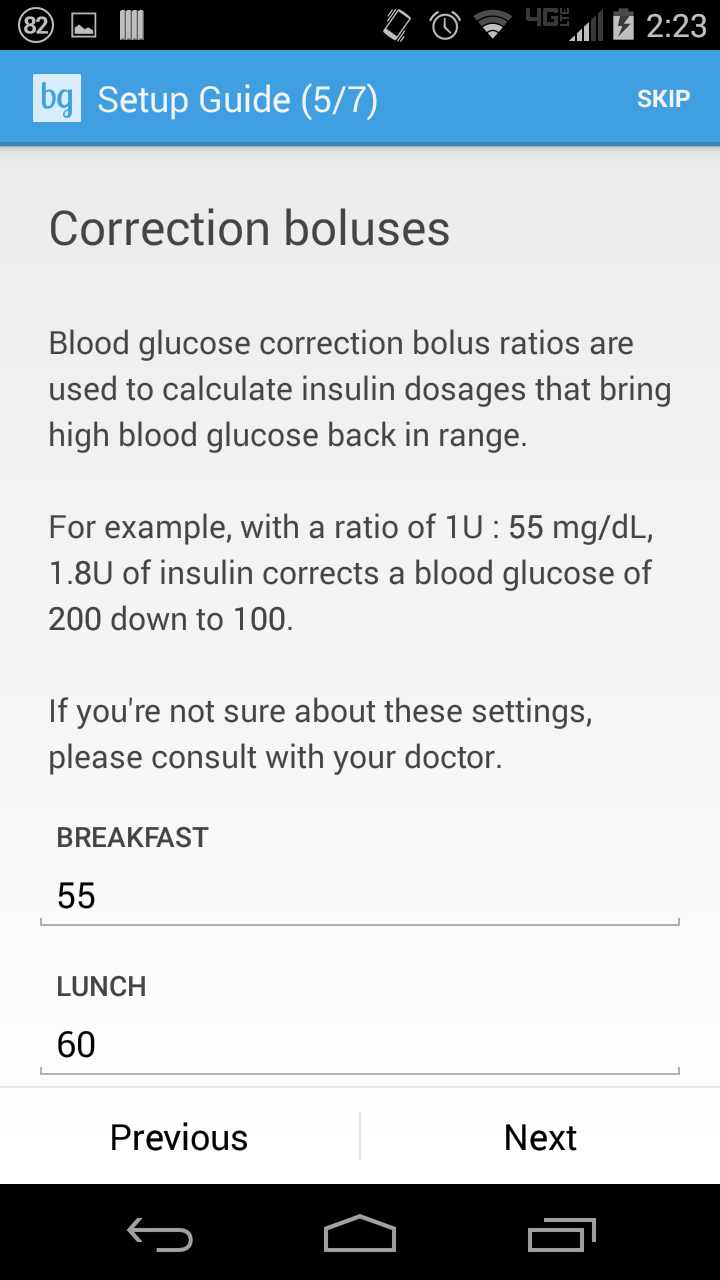 82
4G LTE
2:23
bg Setup Guide (5/7)
SKIP
Correction boluses
Blood glucose correction bolus ratios are
used to calculate insulin dosages that bring
high blood glucose back in range.
For example, with a ratio of 1U : 55 mg/dL,
1.8U of insulin corrects a blood glucose of
200 down to 100.
If you're not sure about these settings,
please consult with your doctor.
BREAKFAST
55
LUNCH
60
Previous
Next